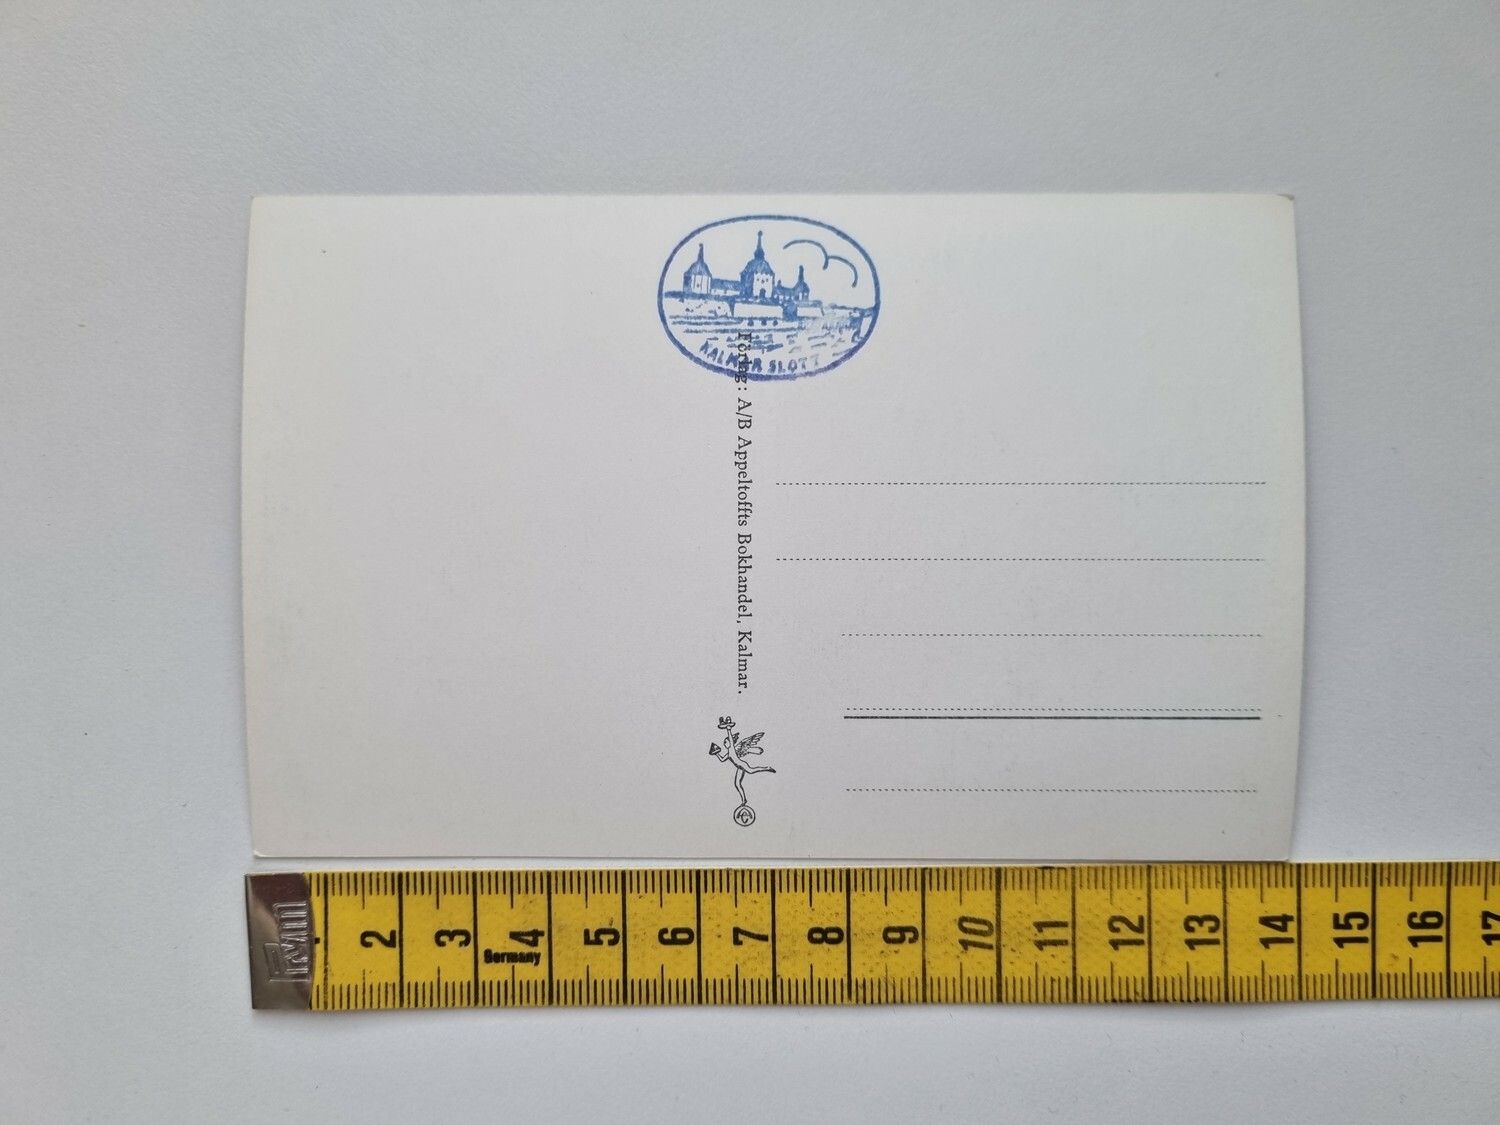 KALMAR SLOTT
Förlag: A/B Appeltoffts Bokhandel, Kalmar.
2 3 4 5 6 7 8 9 10 11 12 13 14 15 16 17
Germany